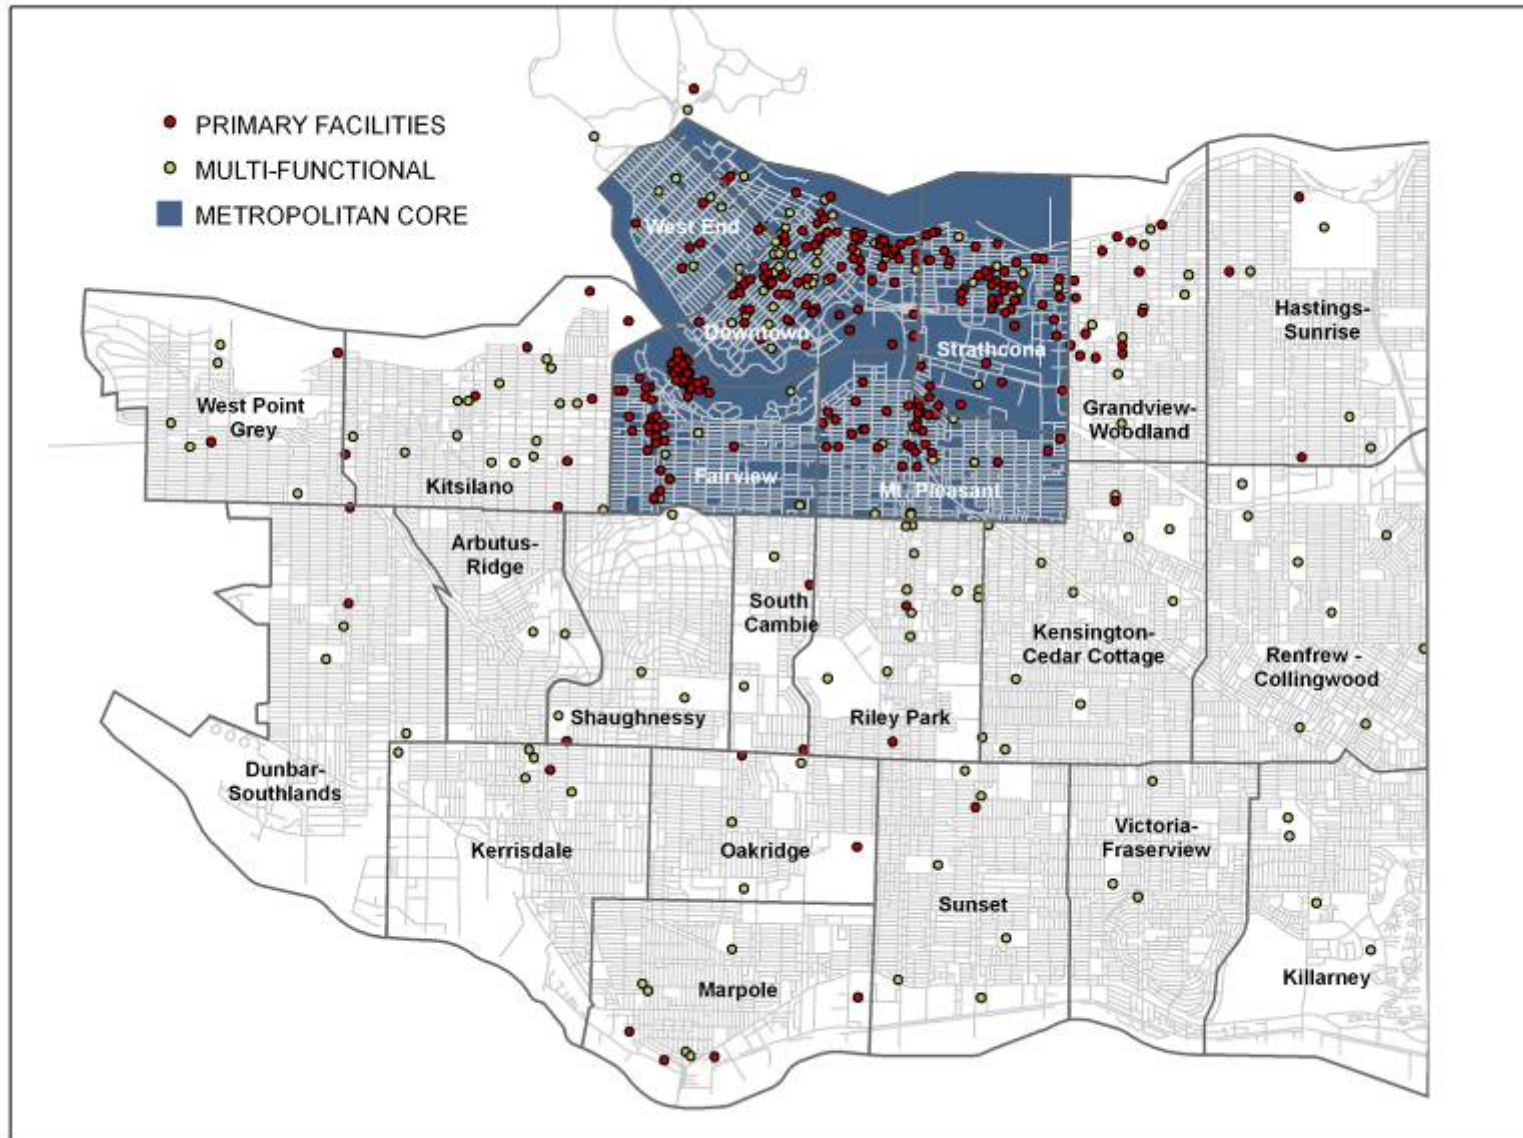 PRIMARY FACILITIES
MULTI-FUNCTIONAL
METROPOLITAN CORE
West End
Downtown
Strathcona
Hastings-
Sunrise
West Point
Grey
Grandview-
Woodland
Kitsilano
Fairview
Mt. Pleasant
Arbutus-
Ridge
South
Cambie
Kensington-
Cedar Cottage
Renfrew -
Collingwood
Shaughnessy
Riley Park
Dunbar-
Southlands
Kerrisdale
Oakridge
Victoria-
Fraserview
Sunset
Marpole
Killarney